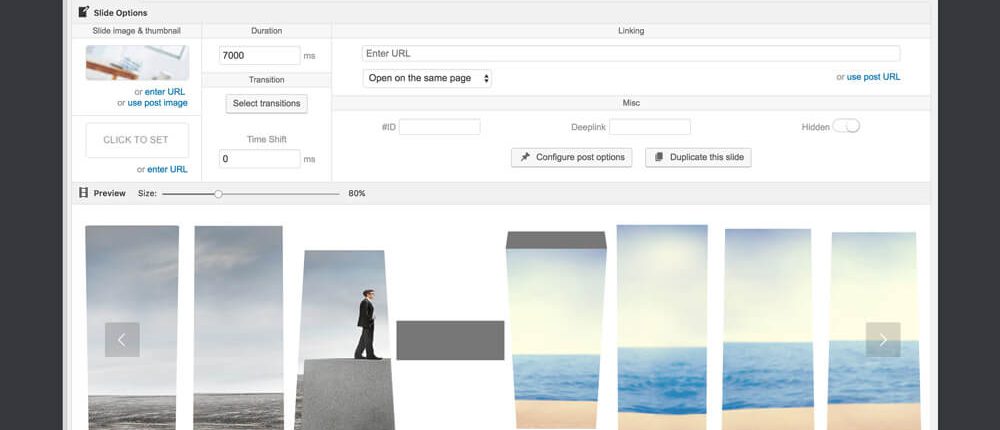 Slide Options
Slide image & thumbnail
Duration
Linking
7000 ms
Enter URL
or enter URL
or use post image
Transition
Open on the same page
or use post URL
Select transitions
Misc
CLICK TO SET
#ID
Deeplink
Hidden
Time Shift
0 ms
or enter URL
Configure post options
Duplicate this slide
Preview Size: 80%